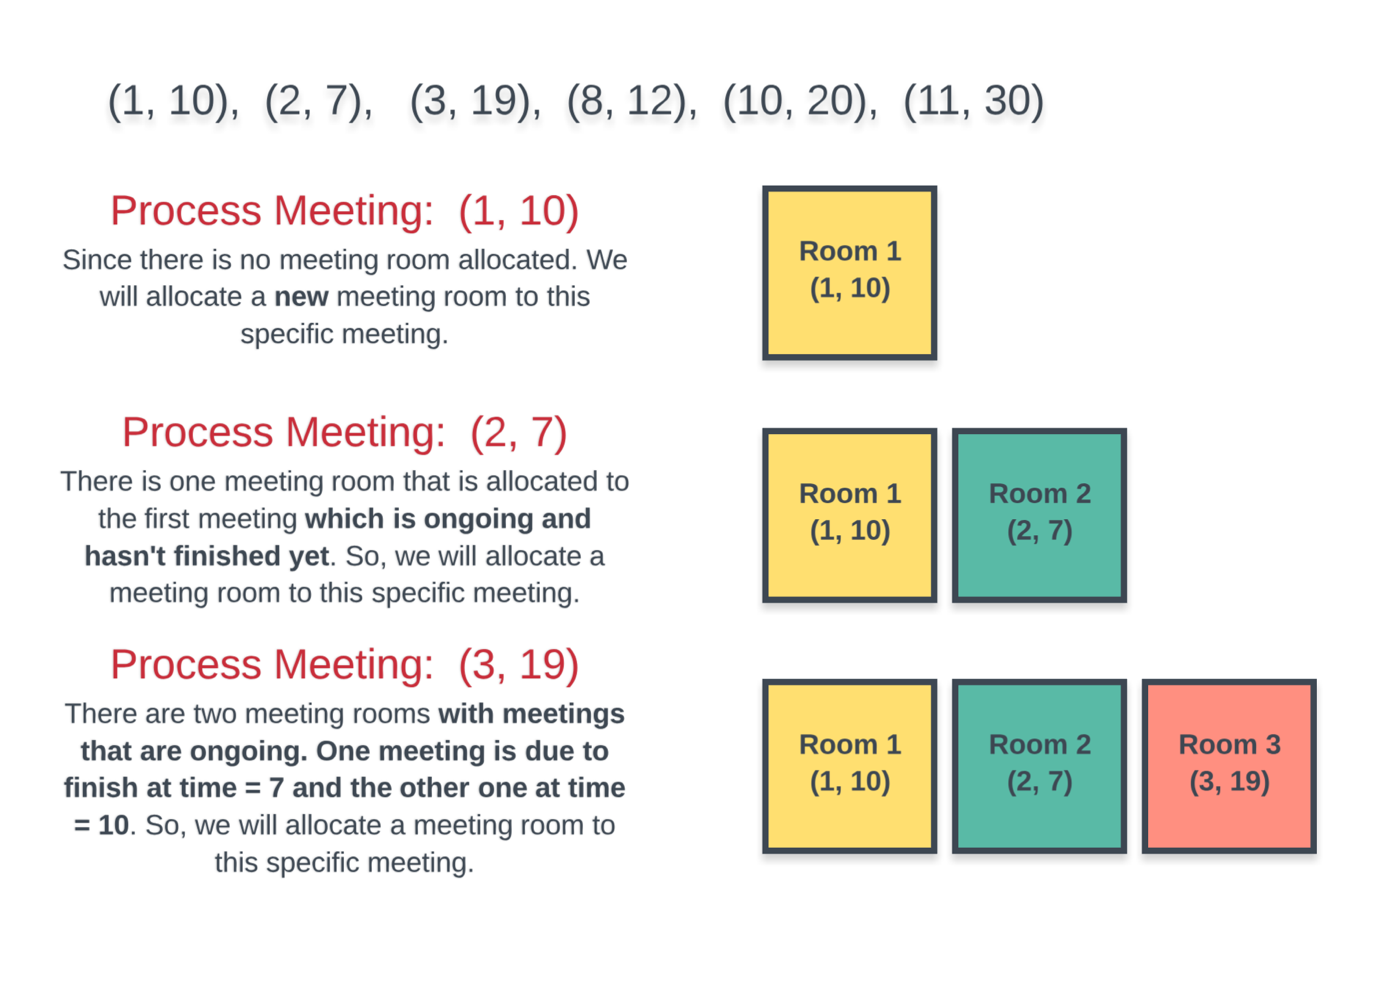 (1, 10), (2, 7), (3, 19), (8, 12), (10, 20), (11, 30)
Process Meeting: (1, 10)
Since there is no meeting room allocated. We
will allocate a new meeting room to this
specific meeting.
Room 1
(1, 10)
Process Meeting: (2, 7)
There is one meeting room that is allocated to
the first meeting which is ongoing and
hasn't finished yet. So, we will allocate a
meeting room to this specific meeting.
Room 1
(1, 10)
Room 2
(2, 7)
Process Meeting: (3, 19)
There are two meeting rooms with meetings
that are ongoing. One meeting is due to
finish at time = 7 and the other one at time
= 10. So, we will allocate a meeting room to
this specific meeting.
Room 1
(1, 10)
Room 2
(2, 7)
Room 3
(3, 19)